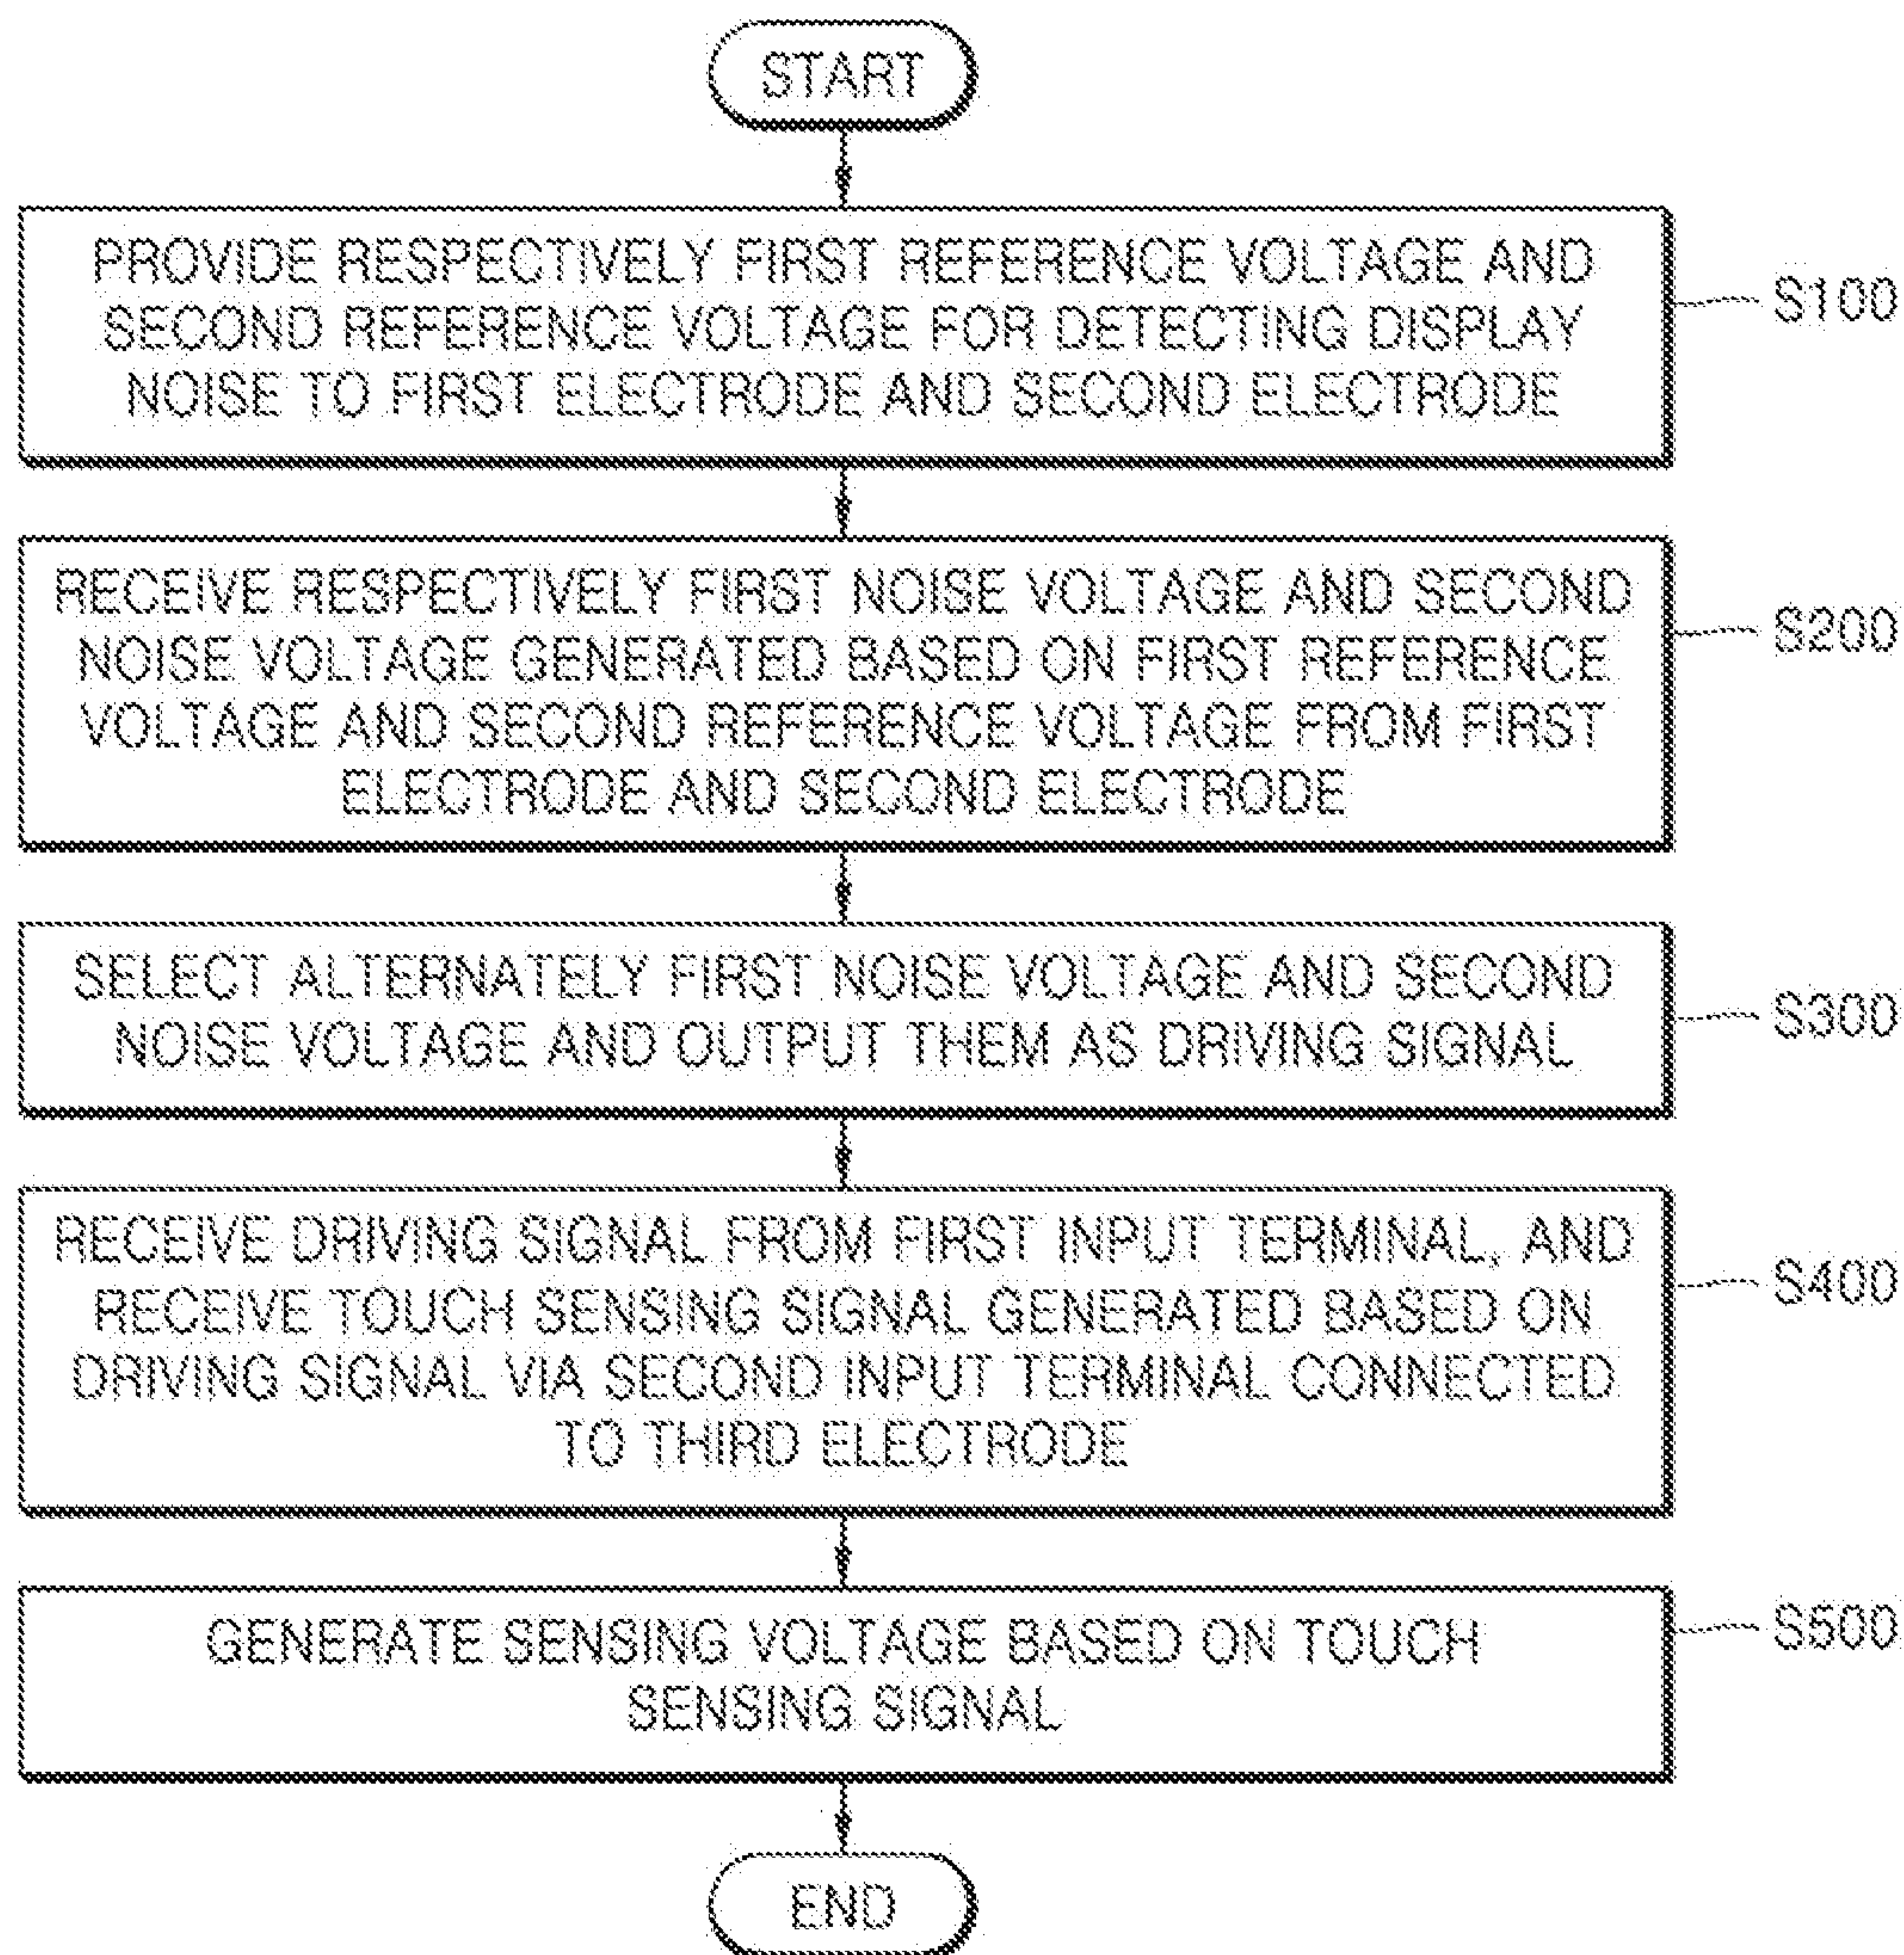 START
PROVIDE RESPECTIVELY FIRST REFERENCE VOLTAGE AND
SECOND REFERENCE VOLTAGE FOR DETECTING DISPLAY
NOISE TO FIRST ELECTRODE AND SECOND ELECTRODE
S100
RECEIVE RESPECTIVELY FIRST NOISE VOLTAGE AND SECOND
NOISE VOLTAGE GENERATED BASED ON FIRST REFERENCE
VOLTAGE AND SECOND REFERENCE VOLTAGE FROM FIRST
ELECTRODE AND SECOND ELECTRODE
S200
SELECT ALTERNATELY FIRST NOISE VOLTAGE AND SECOND
NOISE VOLTAGE AND OUTPUT THEM AS DRIVING SIGNAL
S300
RECEIVE DRIVING SIGNAL FROM FIRST INPUT TERMINAL, AND
RECEIVE TOUCH SENSING SIGNAL GENERATED BASED ON
DRIVING SIGNAL VIA SECOND INPUT TERMINAL CONNECTED
TO THIRD ELECTRODE
S400
GENERATE SENSING VOLTAGE BASED ON TOUCH
SENSING SIGNAL
S500
END